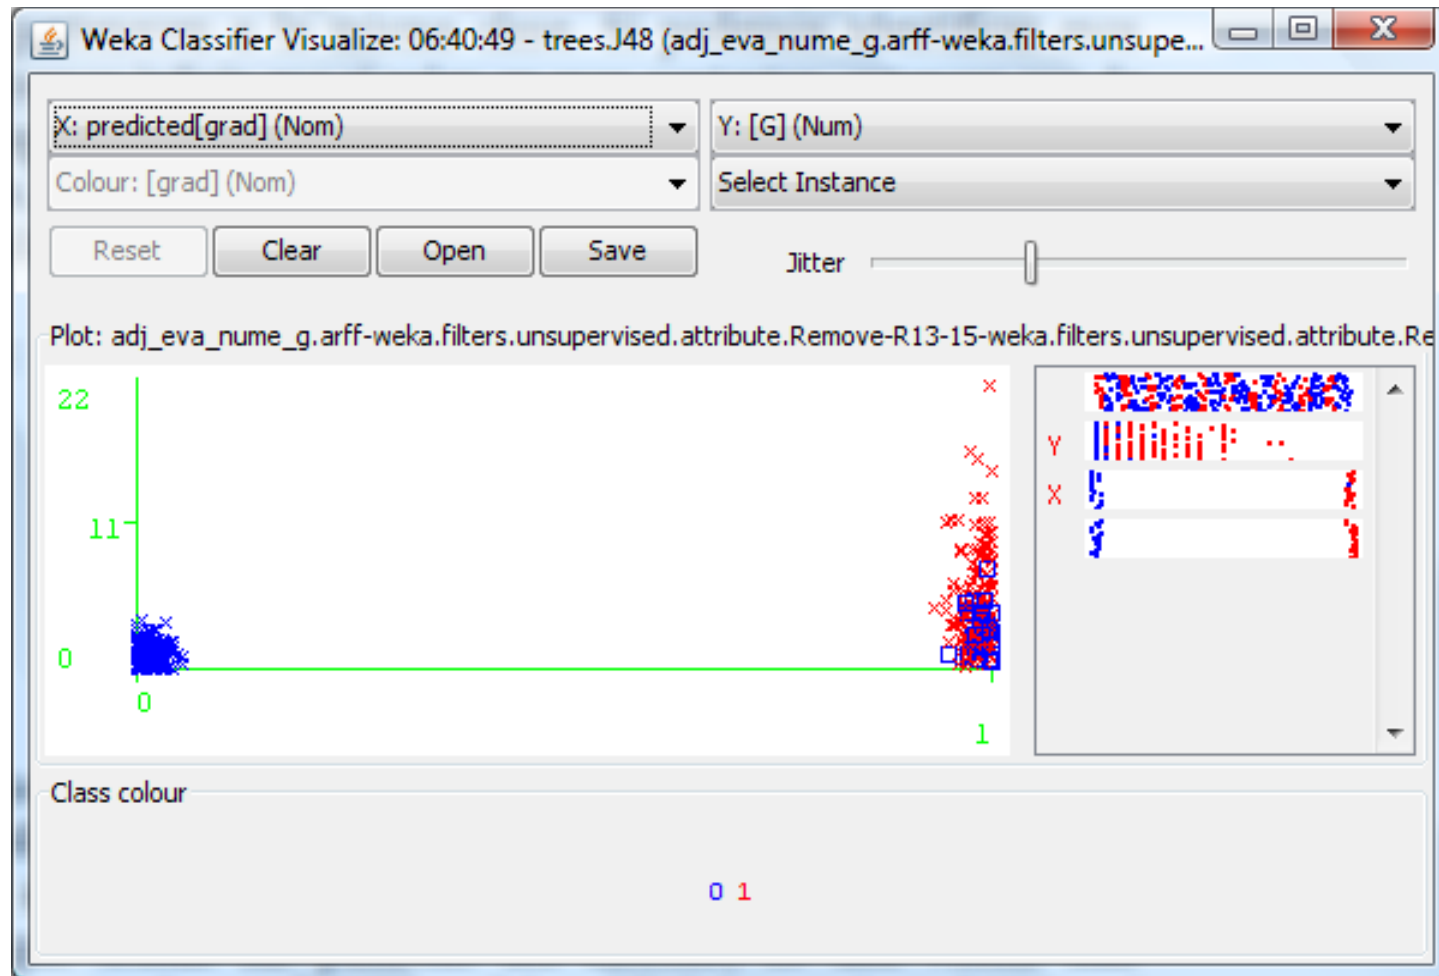 Weka Classifier Visualize: 06:40:49 - trees.J48 (adj_eva_nume_g.arff-weka.filters.unsupe...
X: predicted[grad] (Nom)
Y: [G] (Num)
Colour: [grad] (Nom)
Select Instance
Reset
Clear
Open
Save
Jitter
Plot: adj_eva_nume_g.arff-weka.filters.unsupervised.attribute.Remove-R13-15-weka.filters.unsupervised.attribute.Re
22
11
0
0
1
Y
X
Class colour
0 1